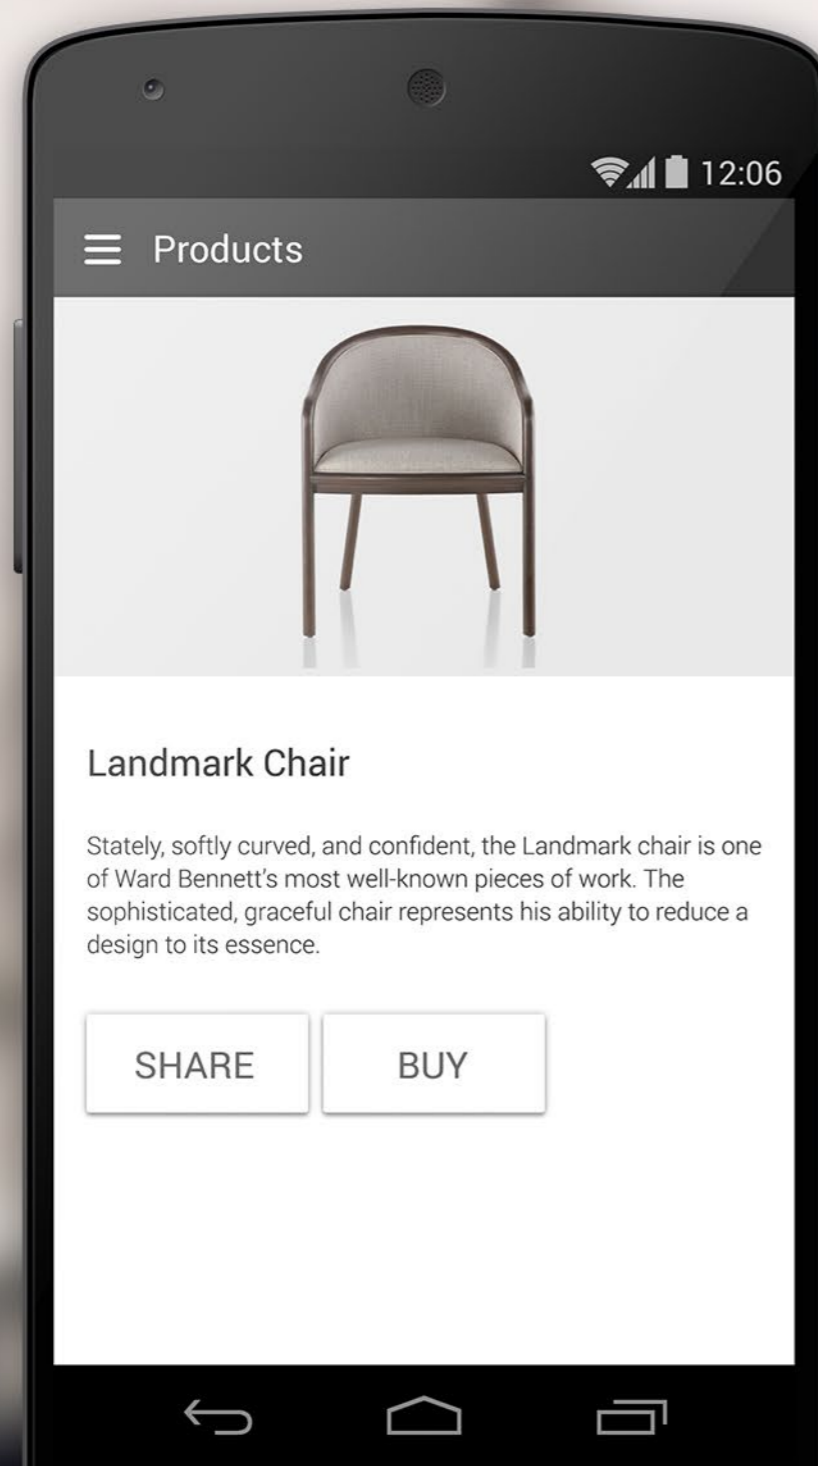 12:06
Products
Landmark Chair
Stately, softly curved, and confident, the Landmark chair is one
of Ward Bennett’s most well-known pieces of work. The
sophisticated, graceful chair represents his ability to reduce a
design to its essence.
SHARE BUY